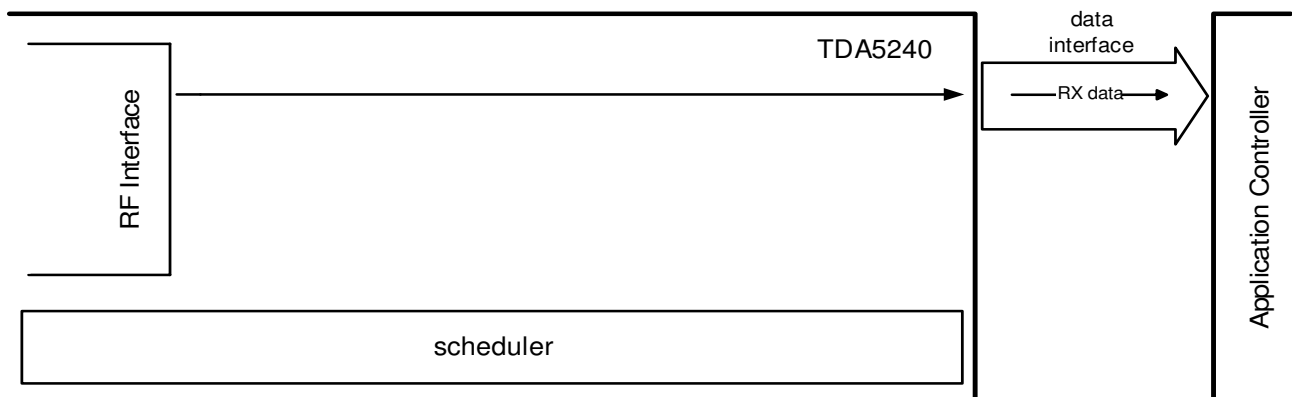 TDA5240
data
interface
RX data
RF Interface
Application Controller
scheduler